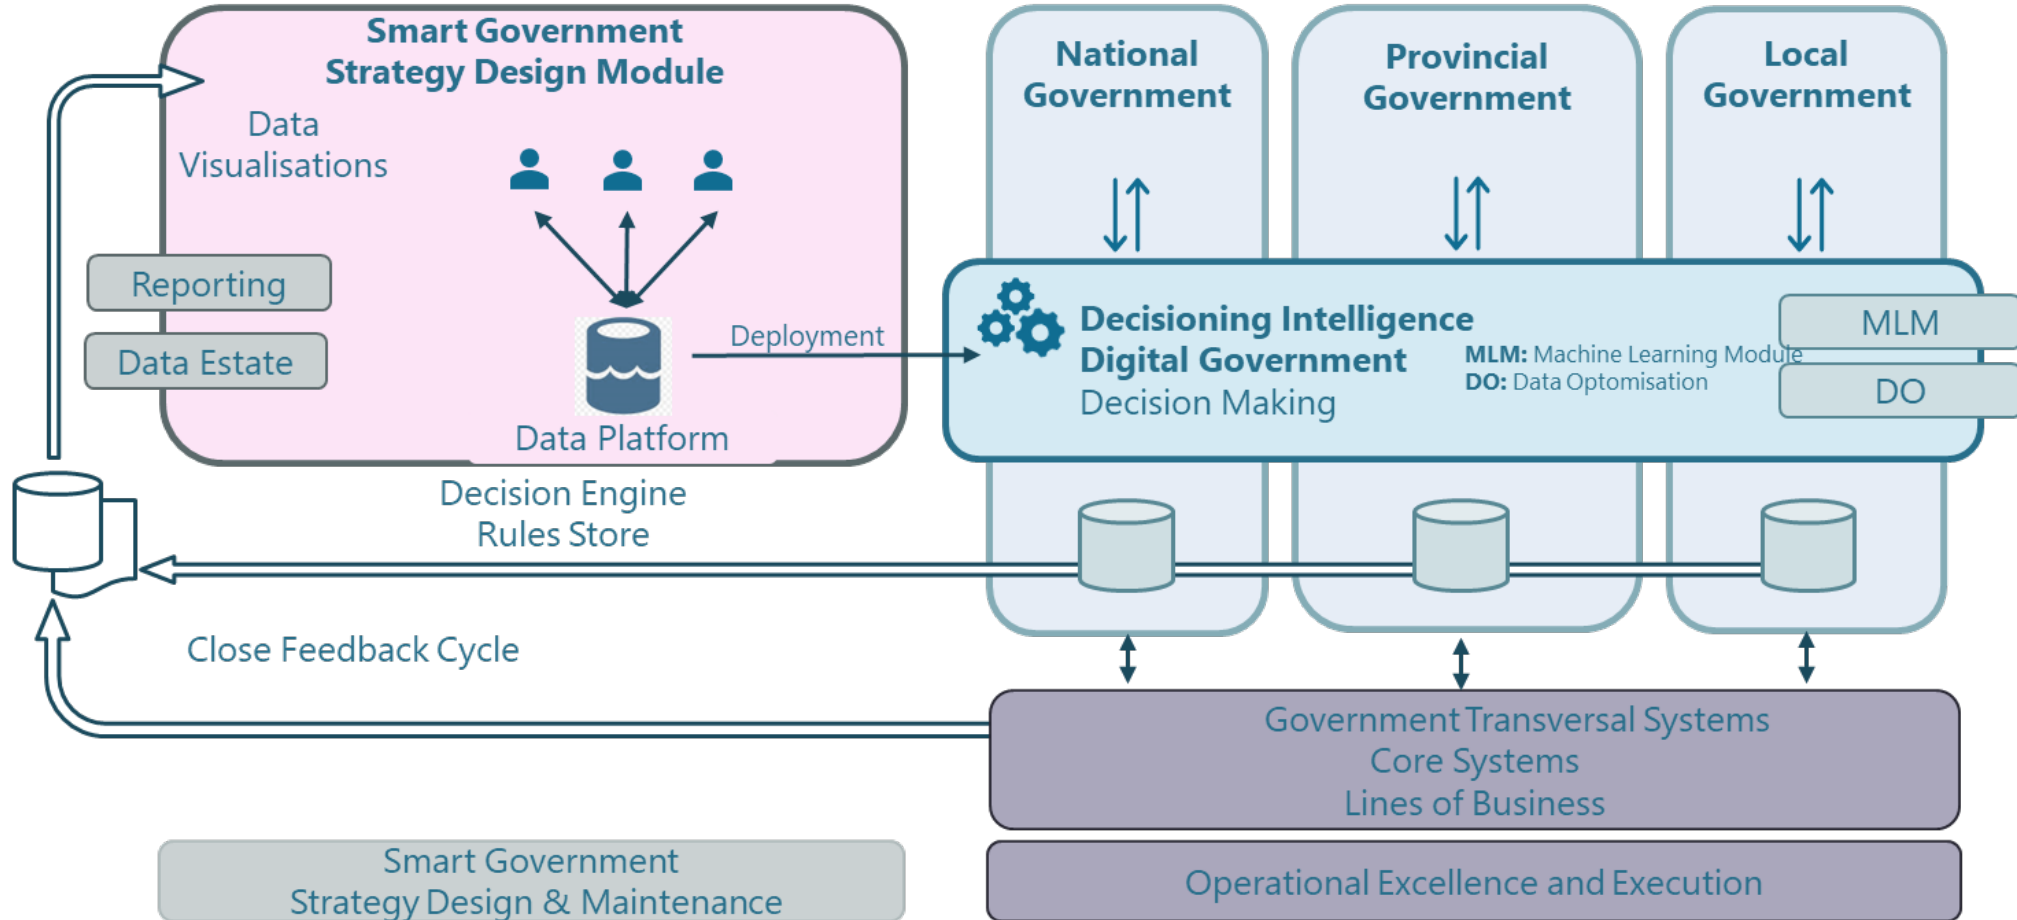 Smart Government
Strategy Design Module
Data
Visualisations
Reporting
Data Estate
Deployment
Data Platform
Decision Engine
Rules Store
Close Feedback Cycle
National
Government
Provincial
Government
Local
Government
Decisioning Intelligence
Digital Government
Decision Making
MLM: Machine Learning Module
DO: Data Optomisation
MLM
DO
Government Transversal Systems
Core Systems
Lines of Business
Smart Government
Strategy Design & Maintenance
Operational Excellence and Execution